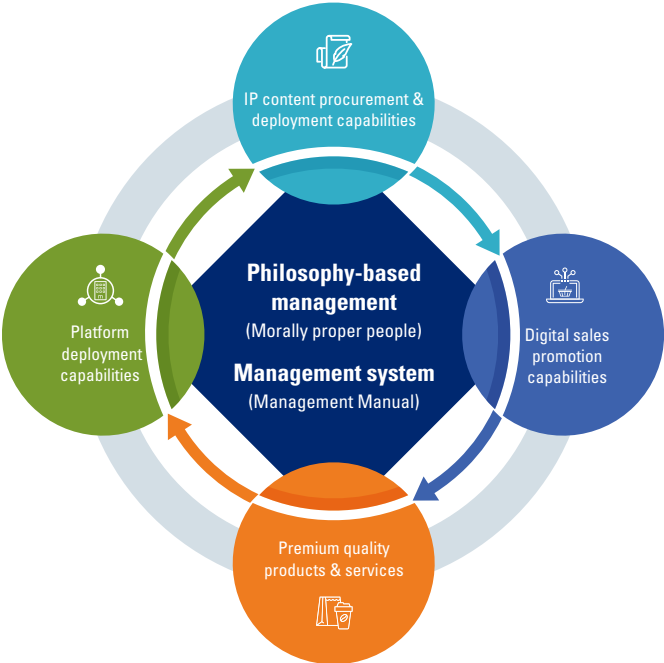 IP content procurement &
deployment capabilities
Philosophy-based
management
(Morally proper people)
Management system
(Management Manual)
Platform
deployment
capabilities
Digital sales
promotion
capabilities
Premium quality
products & services